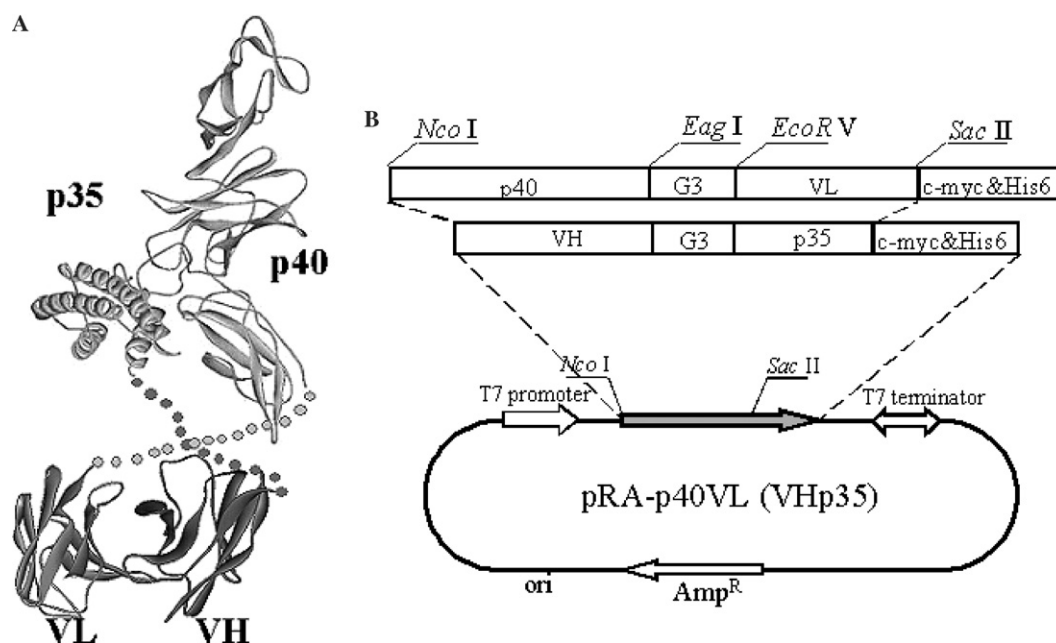 A
p35
p40
VL
VH
B
Nco I
Eag I
EcoR V
Sac II
p40
G3
VL
c-myc&His6
VH
G3
p35
c-myc&His6
Nco I
Sac II
T7 promoter
T7 terminator
pRA-p40VL (VHp35)
ori
Amp^R